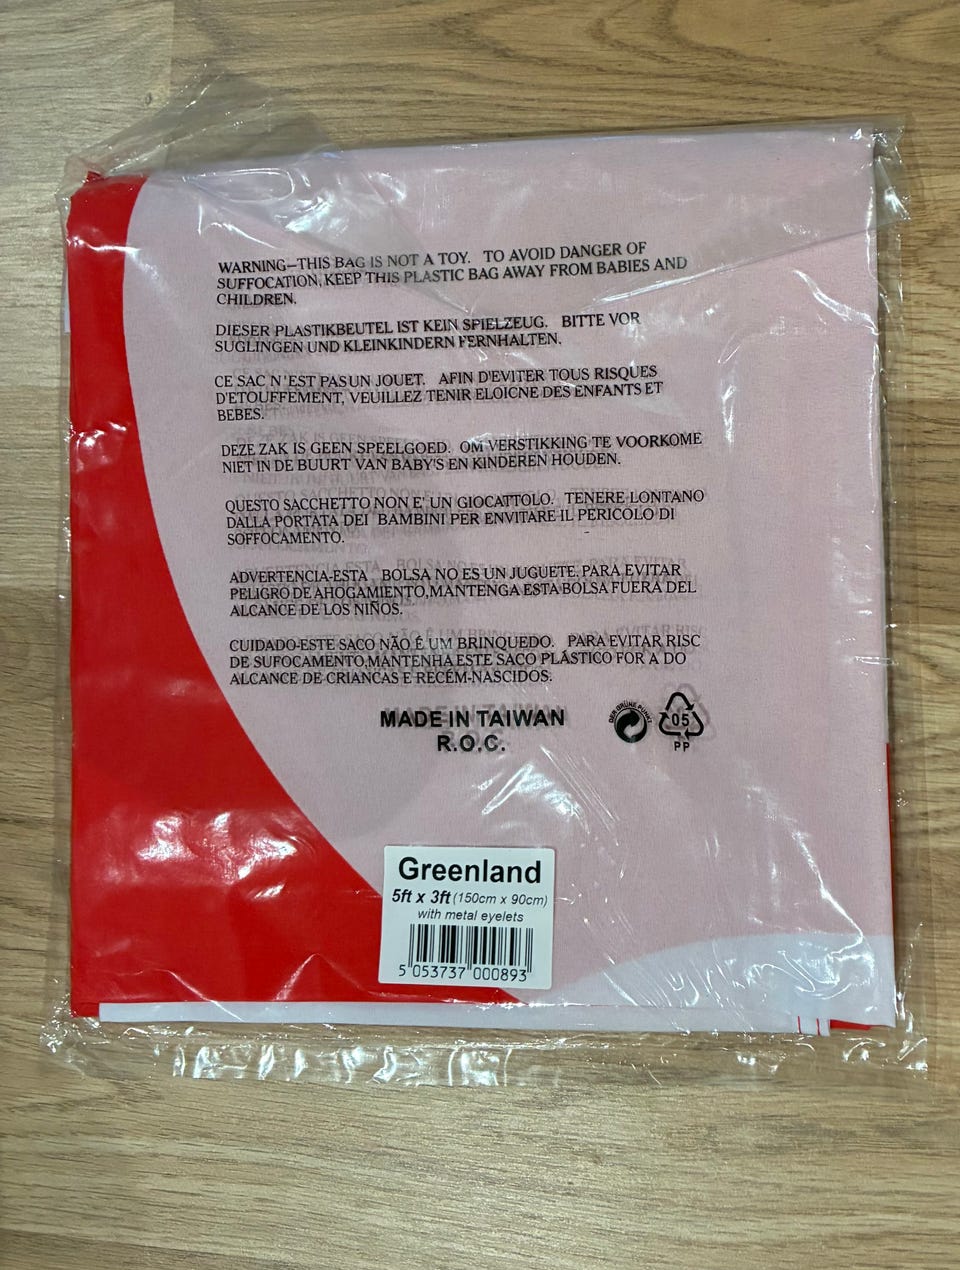 WARNING–THIS BAG IS NOT A TOY. TO AVOID DANGER OF
SUFFOCATION, KEEP THIS PLASTIC BAG AWAY FROM BABIES AND
CHILDREN.
DIESER PLASTIKBEUTEL IST KEIN SPIELZEUG. BITTE VOR
SUGLINGEN UND KLEINKINDERN FERNHALTEN.
CE SAC N'EST PASUN JOUET. AFIN D'EVITER TOUS RISQUES
D'ETOUFFEMENT, VEUILLEZ TENIR ELOICNE DES ENFANTS ET
BEBES.
DEZE ZAK IS GEEN SPEELGOED. OM VERSTIKKING TE VOORKOME
NIET IN DE BUURT VAN BABY'S EN KINDEREN HOUDEN.
QUESTO SACCHETTO NON E' UN GIOCATTOLO. TENERE LONTANO
DALLA PORTATA DEI BAMBINI PER ENVITARE IL PERICOLO DI
SOFFOCAMENTO.
ADVERTENCIA-ESTA BOLSA NO ES UN JUGUETE. PARA EVITAR
PELIGRO DE AHOGAMIENTO,MANTENGA ESTA BOLSA FUERA DEL
ALCANCE DE LOS NIÑOS.
CUIDADO-ESTE SACO NÃO É UM BRINQUEDO. PARA EVITAR RISC
DE SUFOCAMENTO,MANTENHA ESTE SACO PLÁSTICO FOR A DO
ALCANCE DE CRIANCAS E RECÉM-NASCIDOS.
MADE IN TAIWAN
R.O.C.
DER GRÜNE PUNKT
05
PP
Greenland
5ft x 3ft (150cm x 90cm)
with metal eyelets
5 053737 000893